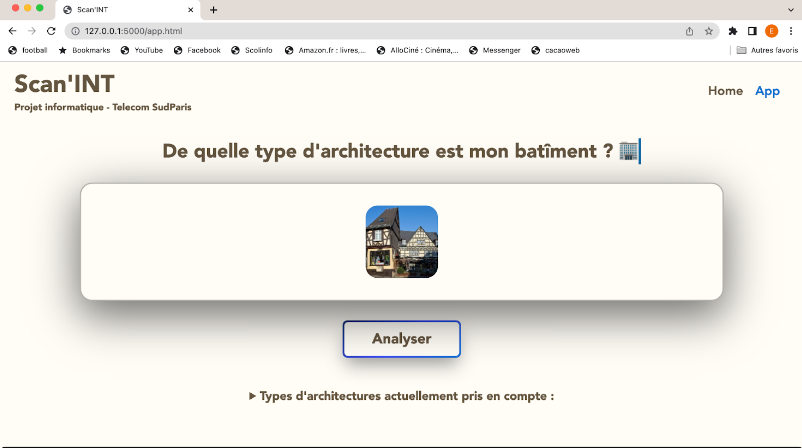 Scan'INT
127.0.0.1:5000/app.html
football Bookmarks YouTube Facebook Scolinfo Amazon.fr : livres,... AlloCiné : Cinéma,... Messenger cacaoweb Autres favoris
E
Scan'INT
Home App
Projet informatique - Telecom SudParis
De quelle type d'architecture est mon batîment ? 🏢
Analyser
▶ Types d'architectures actuellement pris en compte :